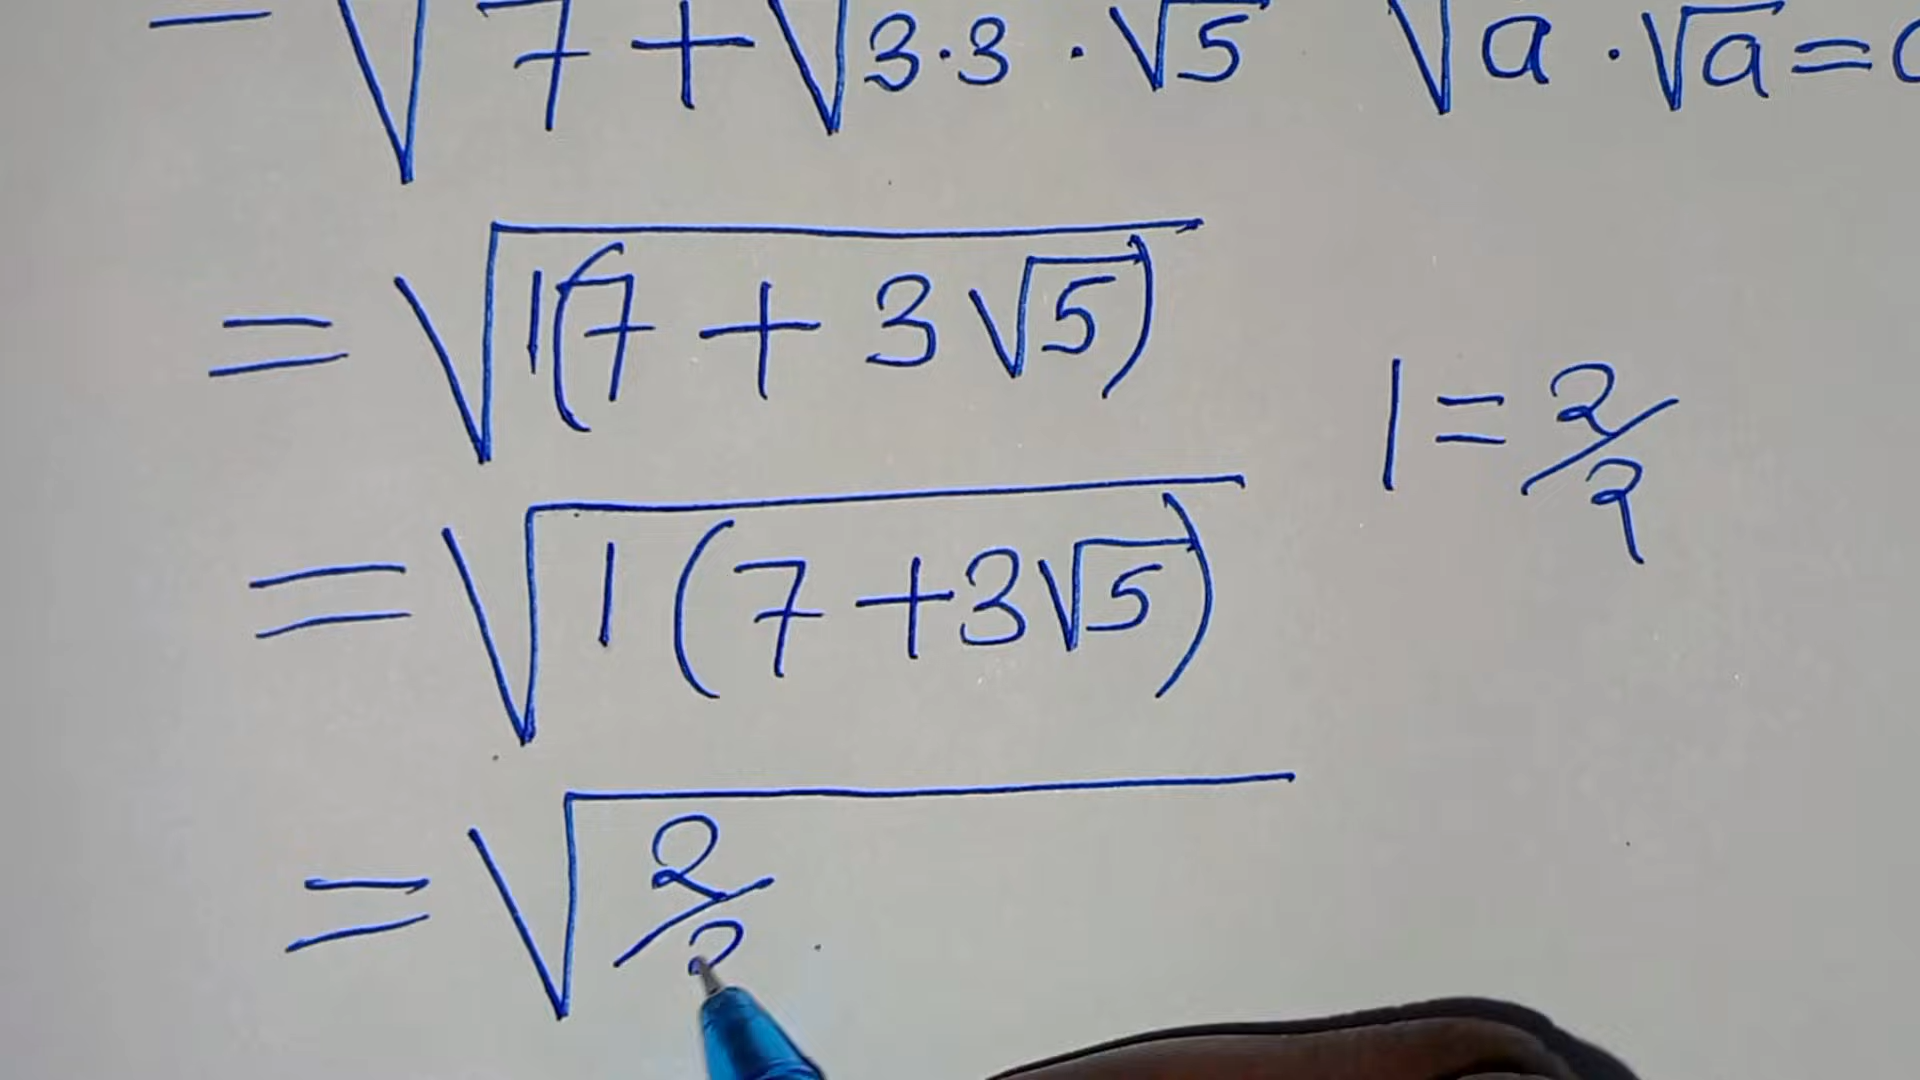 = √7 + √3·3 · √5 √a · √a =
= √1(7 + 3√5)
1 = 2/2
= √1(7 + 3√5)
= √2/2